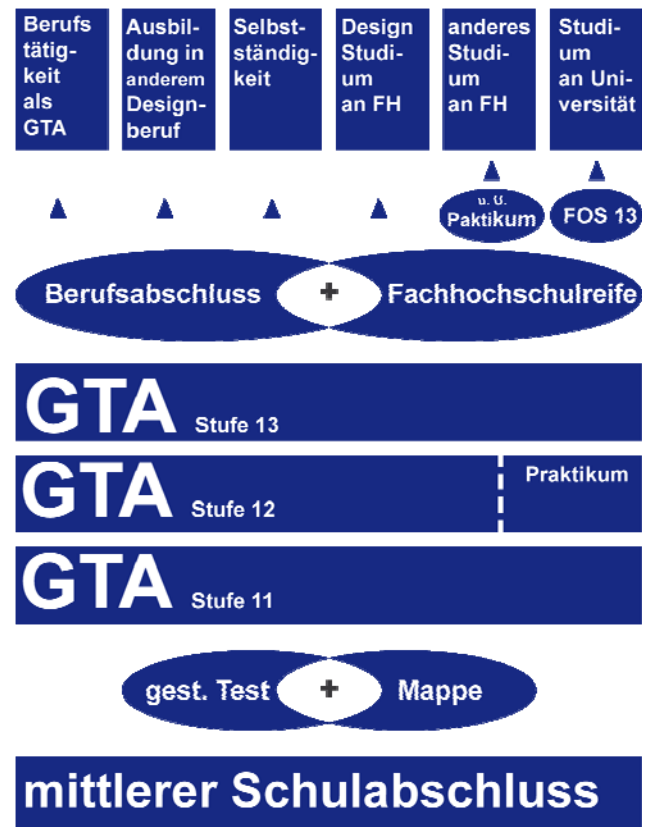 Berufs
tätig-
keit
als
GTA
Ausbil-
dung in
anderem
Design-
beruf
Selbst-
ständig-
keit
Design
Studi-
um
an FH
anderes
Studi-
um
an FH
Studi-
um
an Uni-
versität
u. U.
Paktikum
FOS 13
Berufsabschluss + Fachhochschulreife
GTA Stufe 13
GTA Stufe 12 Praktikum
GTA Stufe 11
gest. Test + Mappe
mittlerer Schulabschluss